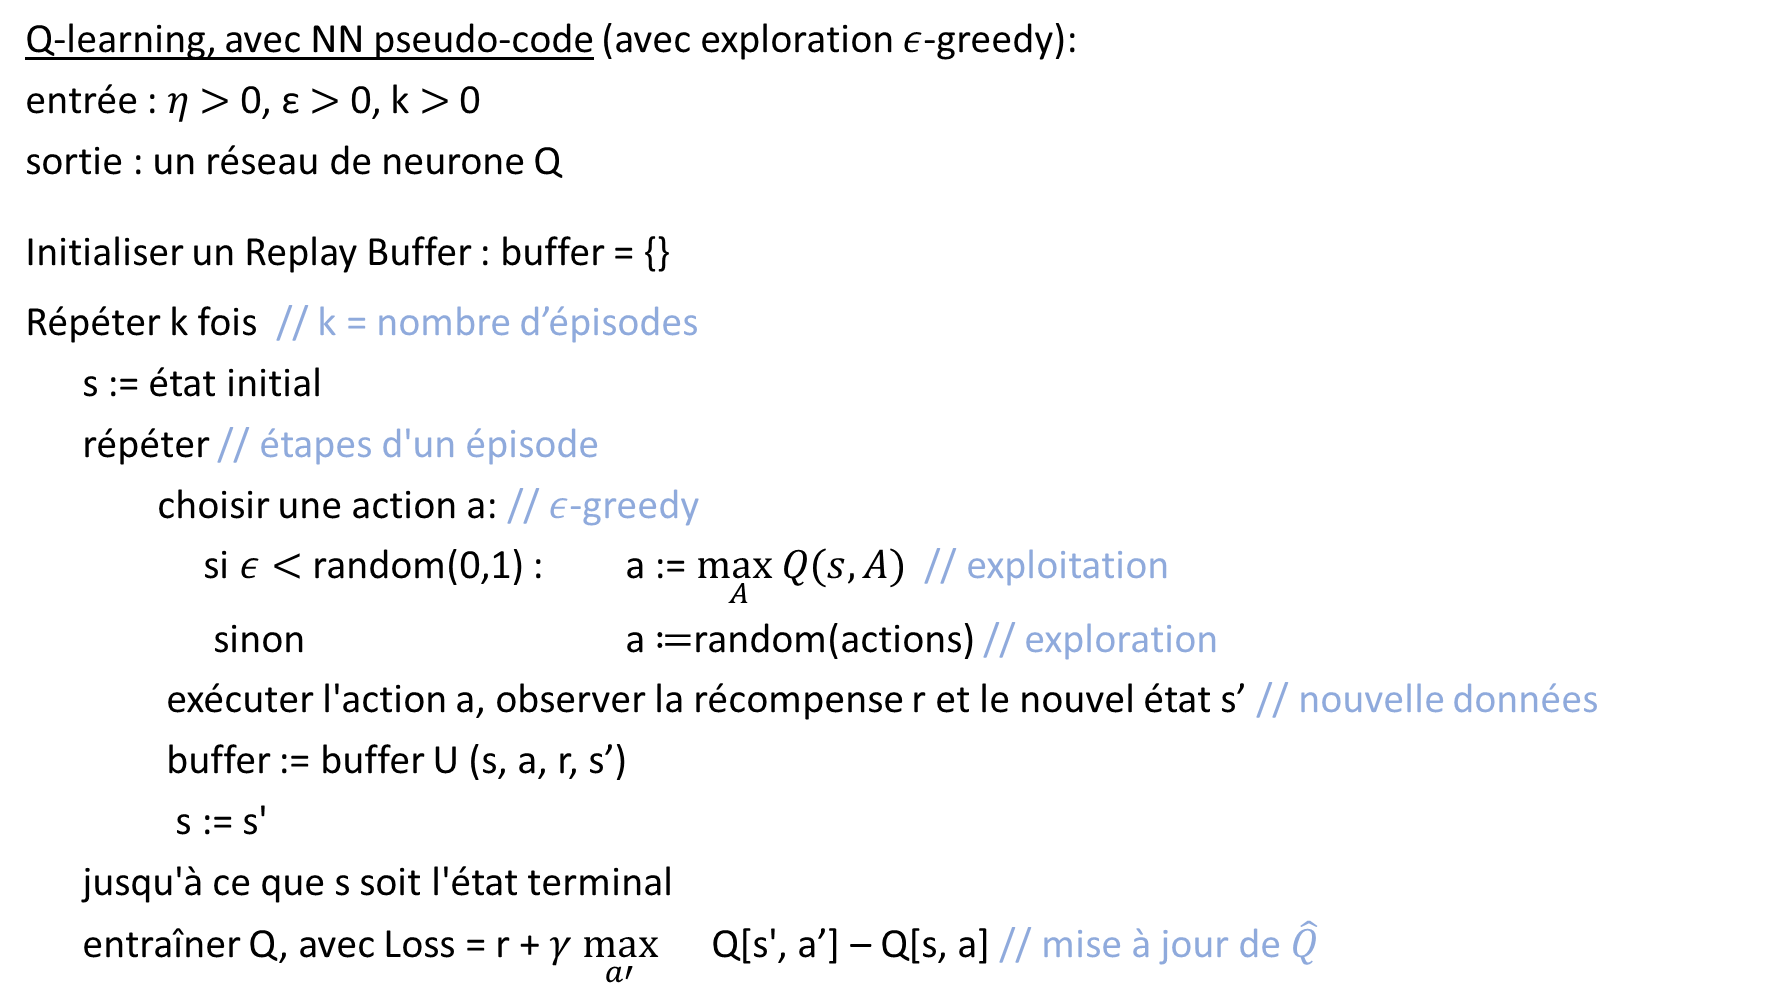 Q-learning, avec NN pseudo-code (avec exploration ϵ-greedy):
entrée : η > 0, ε > 0, k > 0
sortie : un réseau de neurone Q
Initialiser un Replay Buffer : buffer = {}
Répéter k fois // k = nombre d’épisodes
s := état initial
répéter // étapes d'un épisode
choisir une action a: // ϵ-greedy
si ϵ < random(0,1) : a := max_A Q(s, A) // exploitation
sinon a ≔random(actions) // exploration
exécuter l'action a, observer la récompense r et le nouvel état s’ // nouvelle données
buffer := buffer U (s, a, r, s’)
s := s'
jusqu'à ce que s soit l'état terminal
entraîner Q, avec Loss = r + γ max_a′ Q[s', a’] – Q[s, a] // mise à jour de Q̂